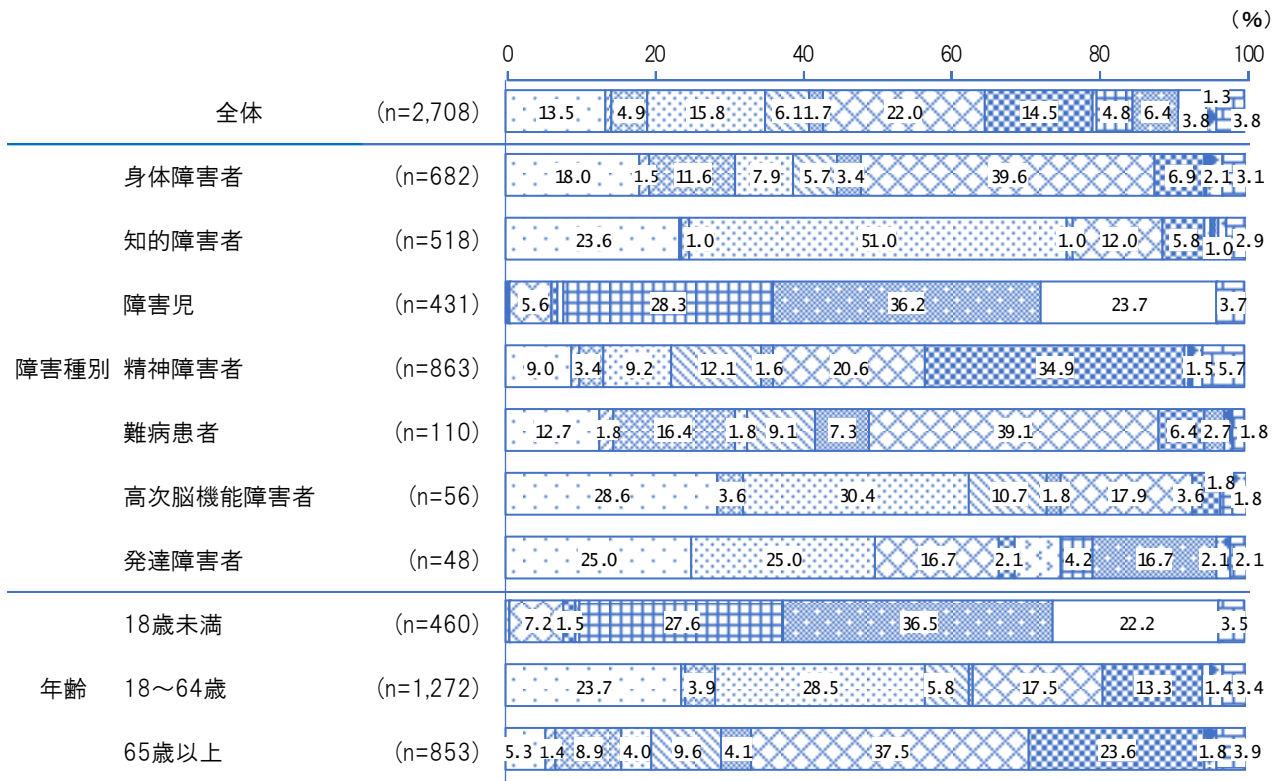 (%)
0 20 40 60 80 100
全体 (n=2,708) 13.5 4.9 15.8 6.1 1.7 22.0 14.5 4.8 6.4 3.8 1.3 3.8
身体障害者 (n=682) 18.0 1.5 11.6 7.9 5.7 3.4 39.6 6.9 2.1 3.1
知的障害者 (n=518) 23.6 1.0 51.0 1.0 12.0 5.8 1.0 2.9
障害児 (n=431) 5.6 28.3 36.2 23.7 3.7
障害種別 精神障害者 (n=863) 9.0 3.4 9.2 12.1 1.6 20.6 34.9 1.5 5.7
難病患者 (n=110) 12.7 1.8 16.4 1.8 9.1 7.3 39.1 6.4 2.7 1.8
高次脳機能障害者 (n=56) 28.6 3.6 30.4 10.7 1.8 17.9 3.6 1.8 1.8
発達障害者 (n=48) 25.0 25.0 16.7 2.1 4.2 16.7 2.1 2.1
18歳未満 (n=460) 7.2 1.5 27.6 36.5 22.2 3.5
年齢 18～64歳 (n=1,272) 23.7 3.9 28.5 5.8 17.5 13.3 1.4 3.4
65歳以上 (n=853) 5.3 1.4 8.9 4.0 9.6 4.1 37.5 23.6 1.8 3.9